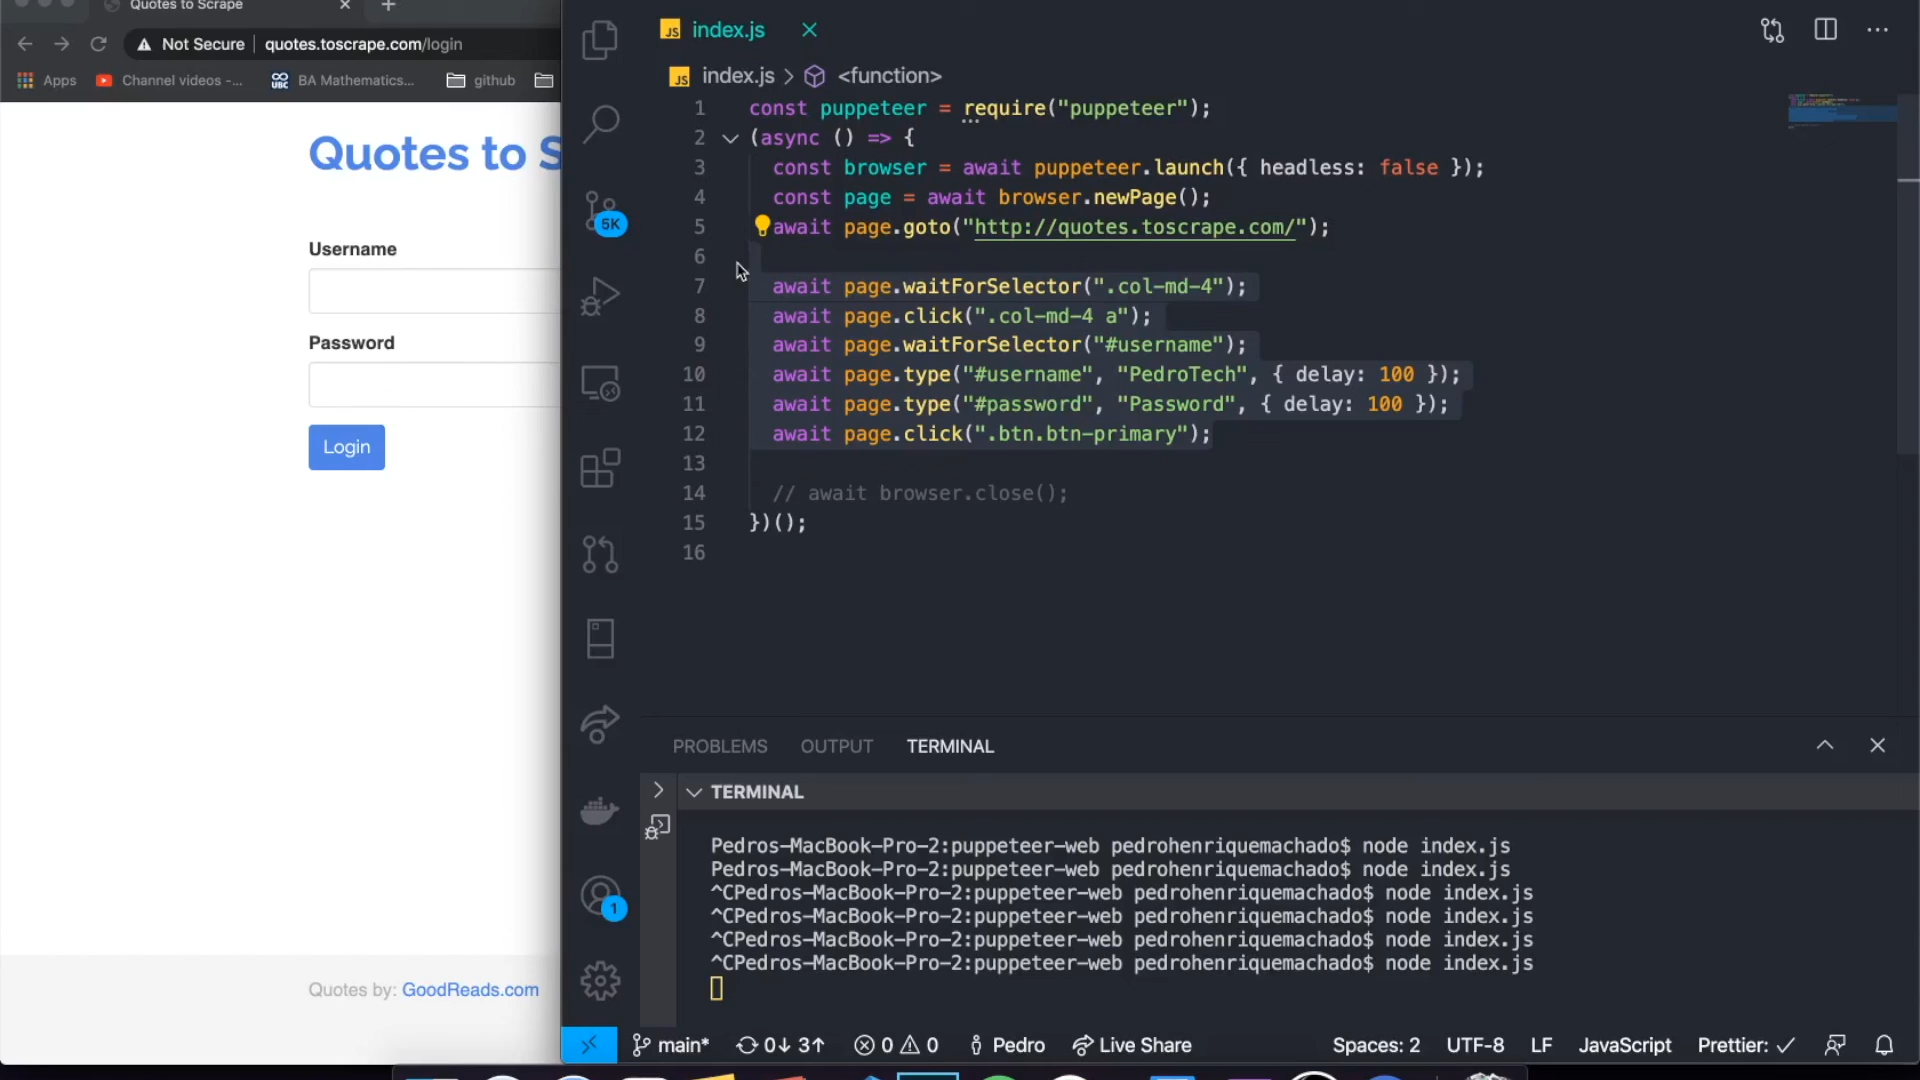 Quotes to Scrape
Not Secure
quotes.toscrape.com/login
Apps
Channel videos -...
BA Mathematics...
github
Quotes to S
Username
Password
Login
Quotes by: GoodReads.com
JS index.js
JS index.js > <function>
1 const puppeteer = require("puppeteer");
2 (async () => {
3 const browser = await puppeteer.launch({ headless: false });
4 const page = await browser.newPage();
5 await page.goto("http://quotes.toscrape.com/");
6
7 await page.waitForSelector(".col-md-4");
8 await page.click(".col-md-4 a");
9 await page.waitForSelector("#username");
10 await page.type("#username", "PedroTech", { delay: 100 });
11 await page.type("#password", "Password", { delay: 100 });
12 await page.click(".btn.btn-primary");
13
14 // await browser.close();
15 })();
16
5K
1
PROBLEMS
OUTPUT
TERMINAL
TERMINAL
Pedros-MacBook-Pro-2:puppeteer-web pedrohenriquemachado$ node index.js
Pedros-MacBook-Pro-2:puppeteer-web pedrohenriquemachado$ node index.js
^CPedros-MacBook-Pro-2:puppeteer-web pedrohenriquemachado$ node index.js
^CPedros-MacBook-Pro-2:puppeteer-web pedrohenriquemachado$ node index.js
^CPedros-MacBook-Pro-2:puppeteer-web pedrohenriquemachado$ node index.js
^CPedros-MacBook-Pro-2:puppeteer-web pedrohenriquemachado$ node index.js
main*
0↓ 3↑
0
0
Pedro
Live Share
Spaces: 2
UTF-8
LF
JavaScript
Prettier: ✓